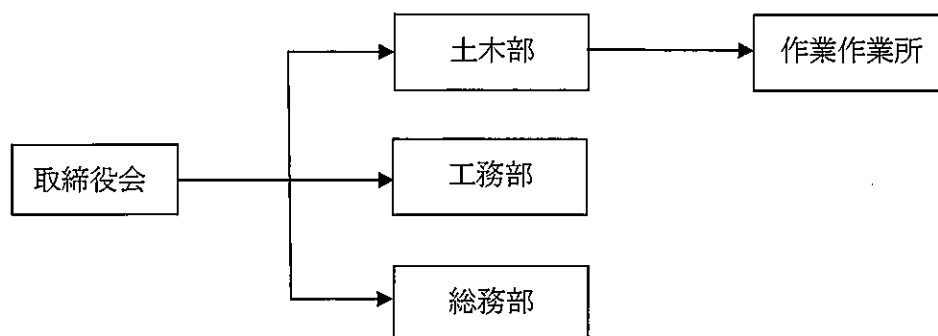 土木部
作業作業所
取締役会
工務部
総務部